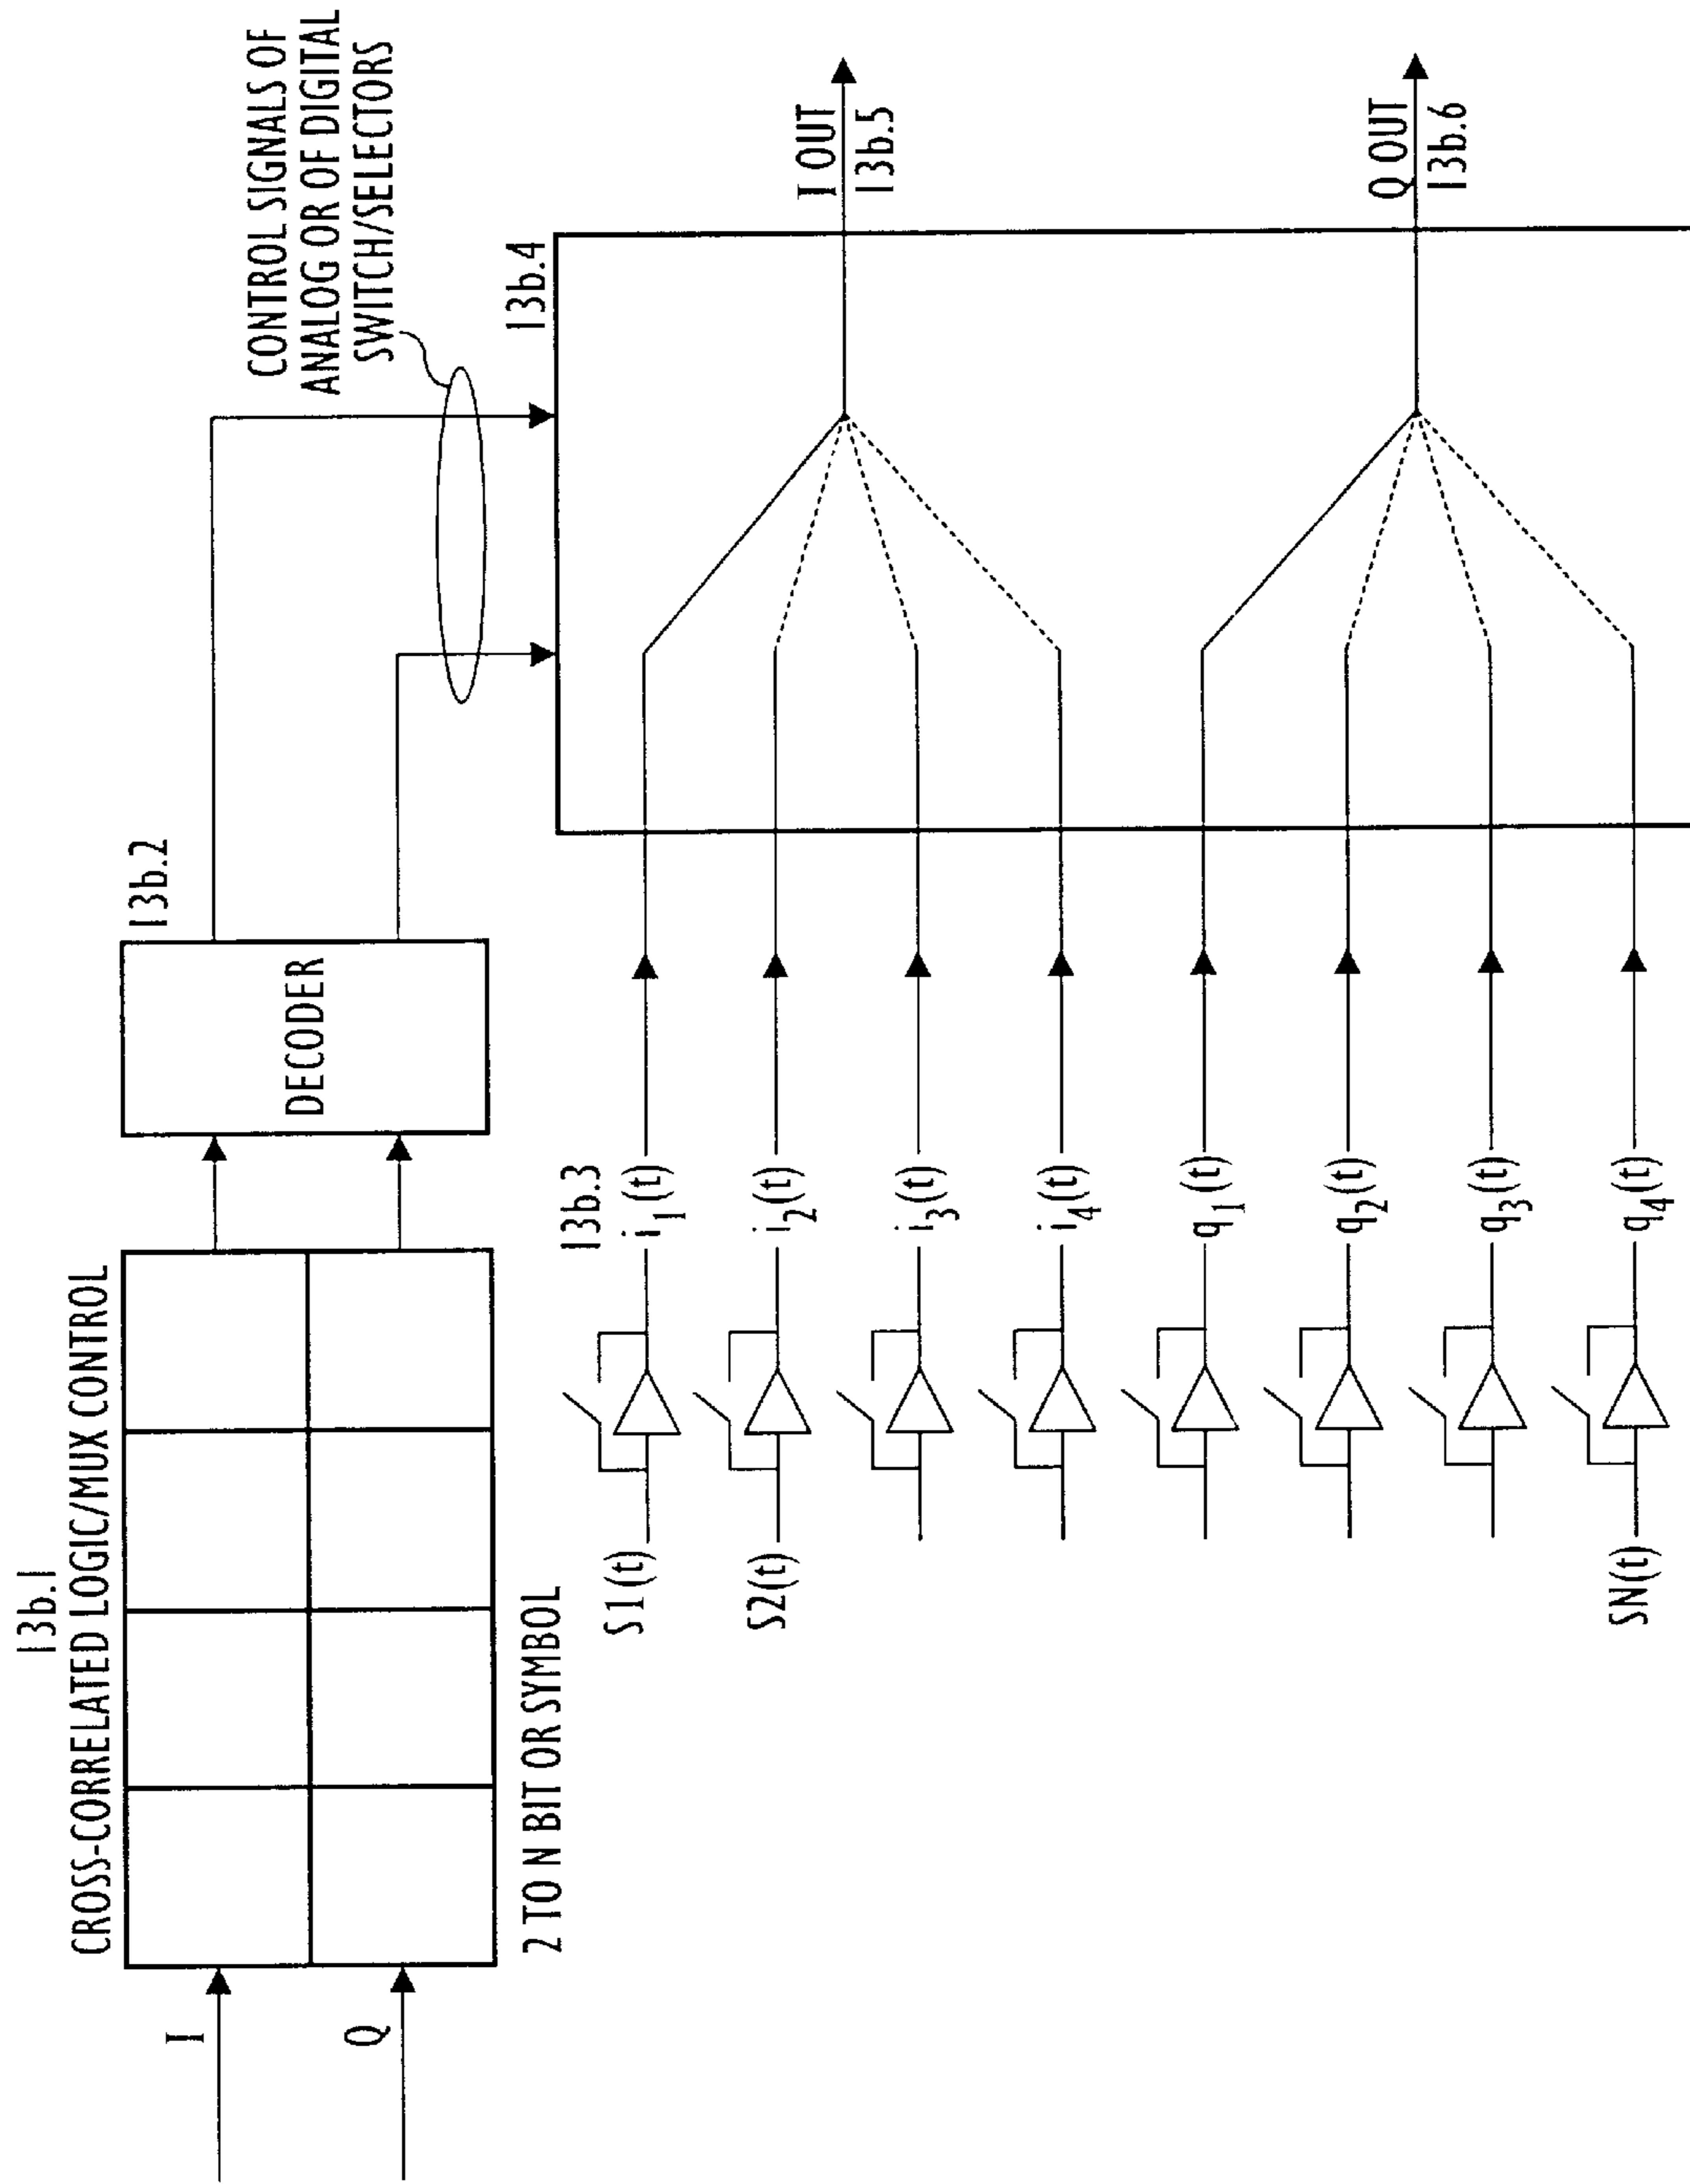 13b.1
CROSS-CORRELATED LOGIC/MUX CONTROL
I
Q
2 TO N BIT OR SYMBOL
13b.2
DECODER
CONTROL SIGNALS OF
ANALOG OR OF DIGITAL
SWITCH/SELECTORS
13b.4
13b.3
S1(t)
i₁(t)
S2(t)
i₂(t)
i₃(t)
i₄(t)
q₁(t)
q₂(t)
q₃(t)
SN(t)
q₄(t)
I OUT
13b.5
Q OUT
13b.6